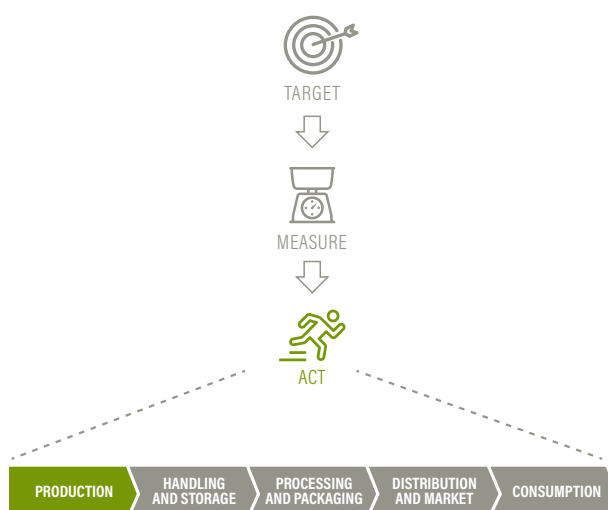 TARGET
MEASURE
ACT
PRODUCTION
HANDLING
AND STORAGE
PROCESSING
AND PACKAGING
DISTRIBUTION
AND MARKET
CONSUMPTION